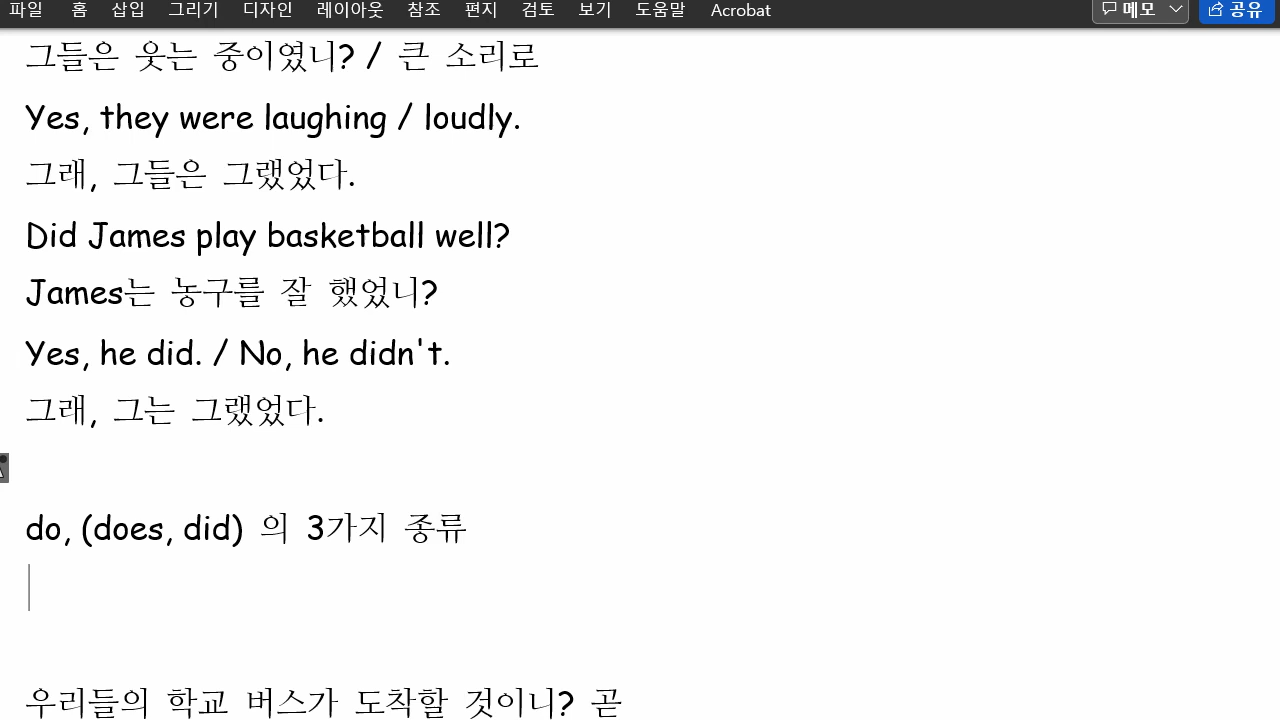 파일 홈 삽입 그리기 디자인 레이아웃 참조 편지 검토 보기 도움말 Acrobat 메모 공유
그들은 웃는 중이였니? / 큰 소리로
Yes, they were laughing / loudly.
그래, 그들은 그랬었다.
Did James play basketball well?
James는 농구를 잘 했었니?
Yes, he did. / No, he didn't.
그래, 그는 그랬었다.
do, (does, did) 의 3가지 종류
우리들의 학교 버스가 도착할 것이니? 곧